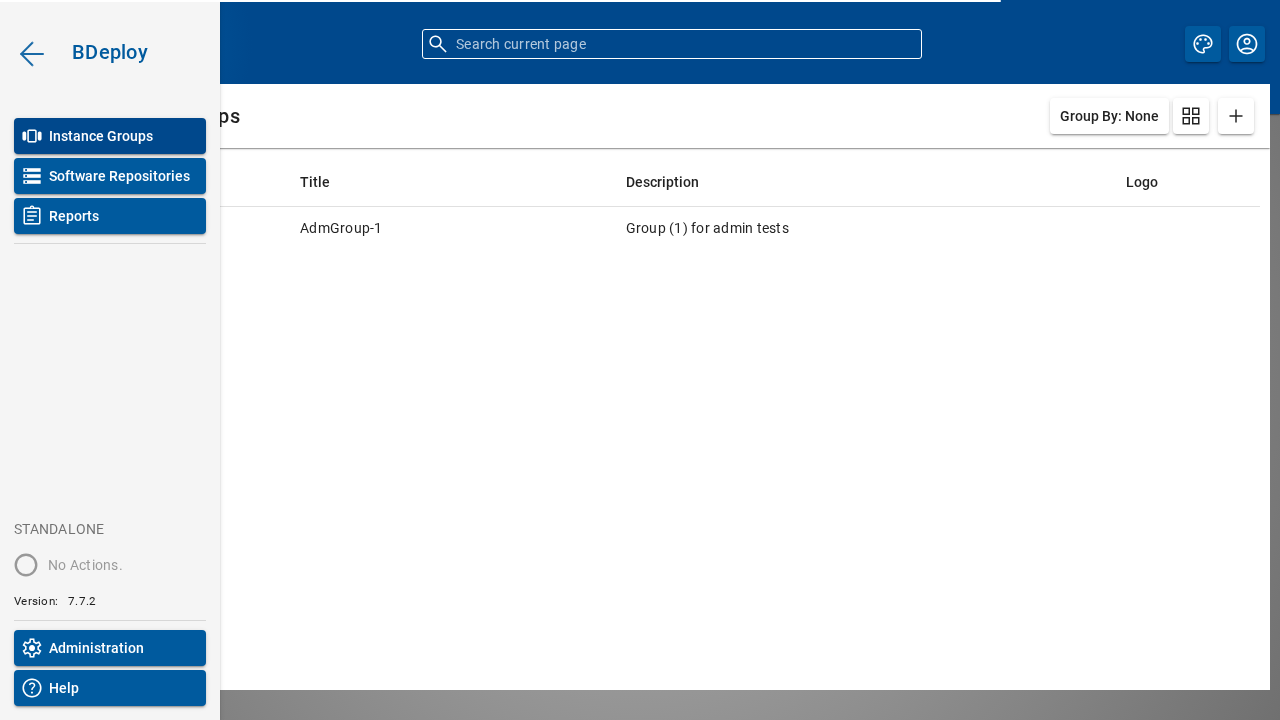 BDeploy
Search current page
Instance Groups
Software Repositories
Reports
ps
Group By: None
Title
Description
Logo
AdmGroup-1
Group (1) for admin tests
STANDALONE
No Actions.
Version: 7.7.2
Administration
Help